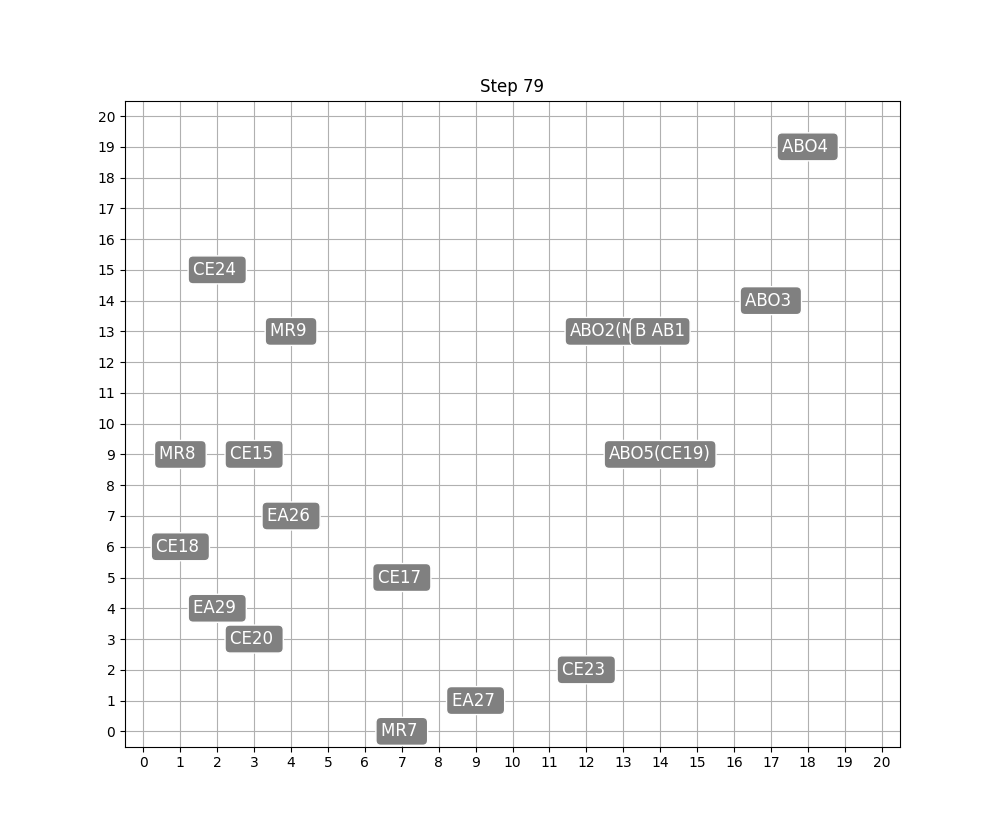 Step 79
20
19
ABO4
18
17
16
15
CE24
14
ABO3
13
MR9
ABO2(M
B AB1
12
11
10
9
MR8
CE15
ABO5(CE19)
8
7
EA26
6
CE18
5
CE17
4
EA29
3
CE20
2
CE23
1
EA27
0
MR7
0 1 2 3 4 5 6 7 8 9 10 11 12 13 14 15 16 17 18 19 20